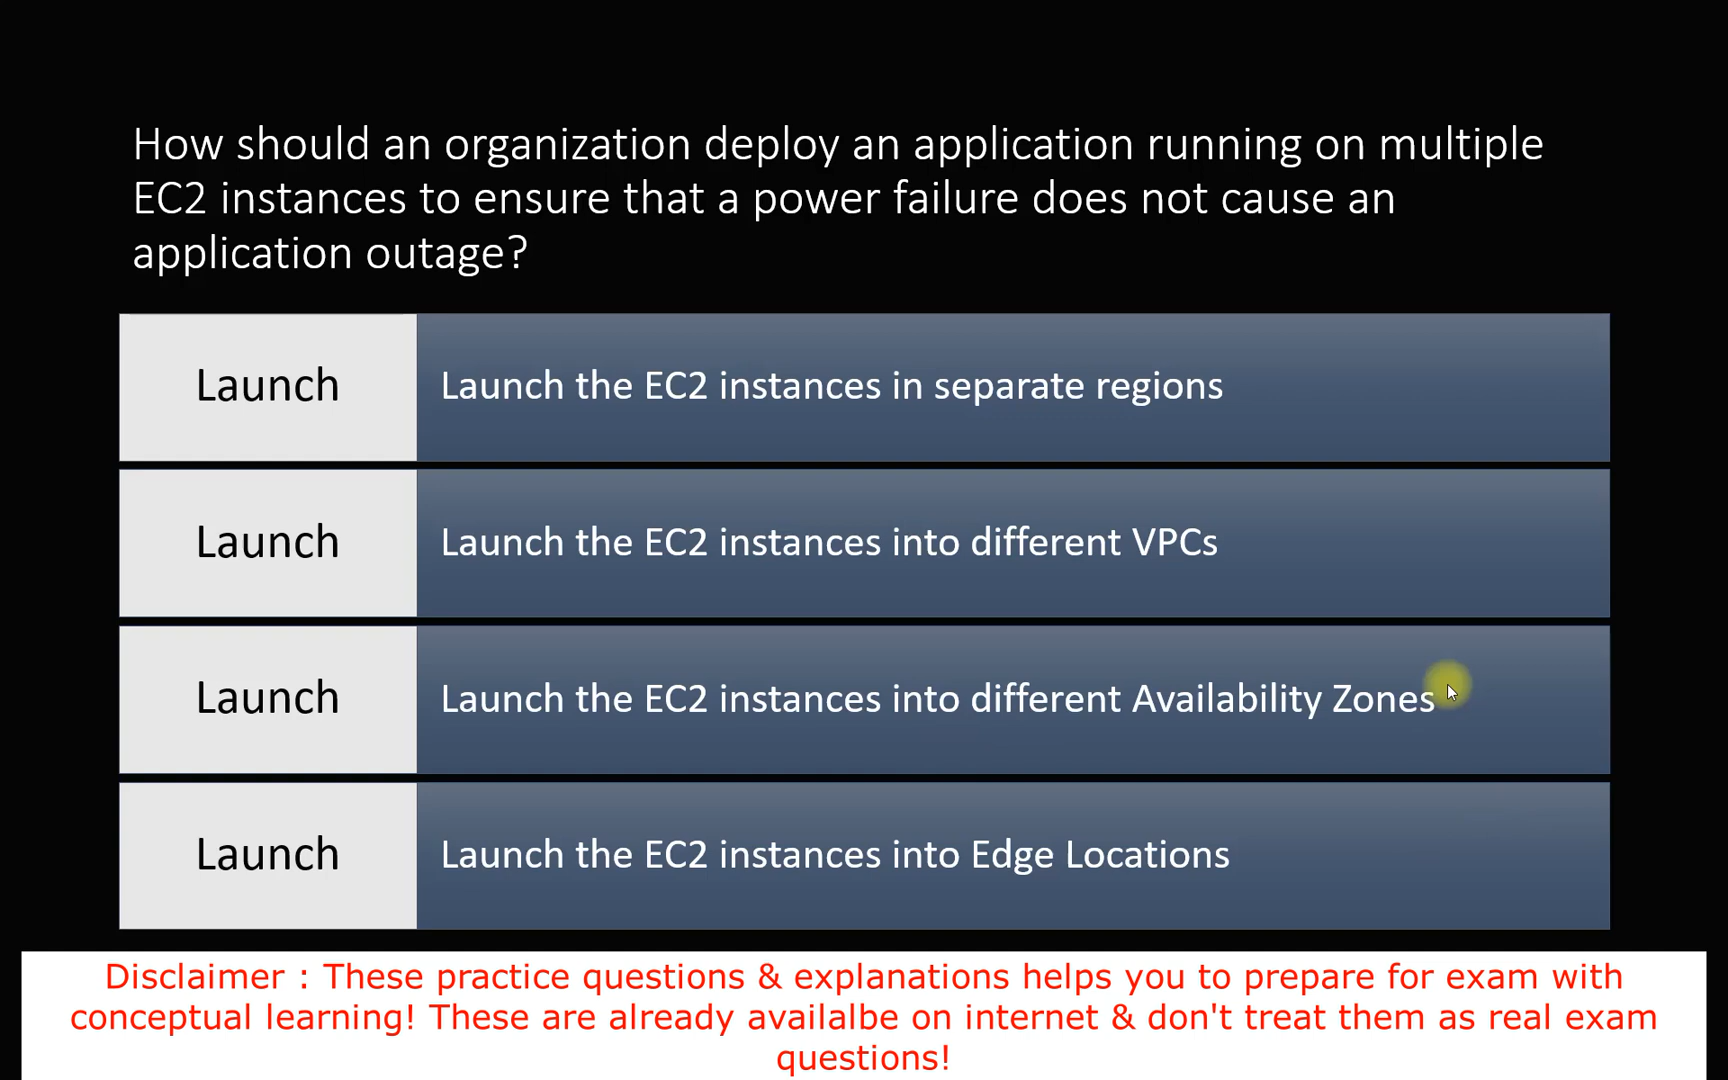 How should an organization deploy an application running on multiple
EC2 instances to ensure that a power failure does not cause an
application outage?
Launch
Launch the EC2 instances in separate regions
Launch
Launch the EC2 instances into different VPCs
Launch
Launch the EC2 instances into different Availability Zones
Launch
Launch the EC2 instances into Edge Locations
Disclaimer : These practice questions & explanations helps you to prepare for exam with
conceptual learning! These are already availalbe on internet & don't treat them as real exam
questions!